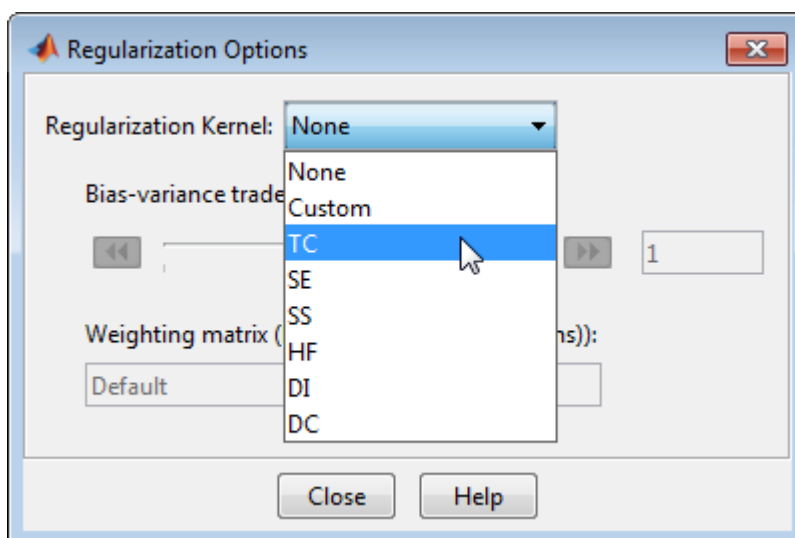 Regularization Options
Regularization Kernel: None
None
Bias-variance trade
Custom
TC
1
SE
SS
Weighting matrix ( ns)):
HF
Default
DI
DC
Close Help